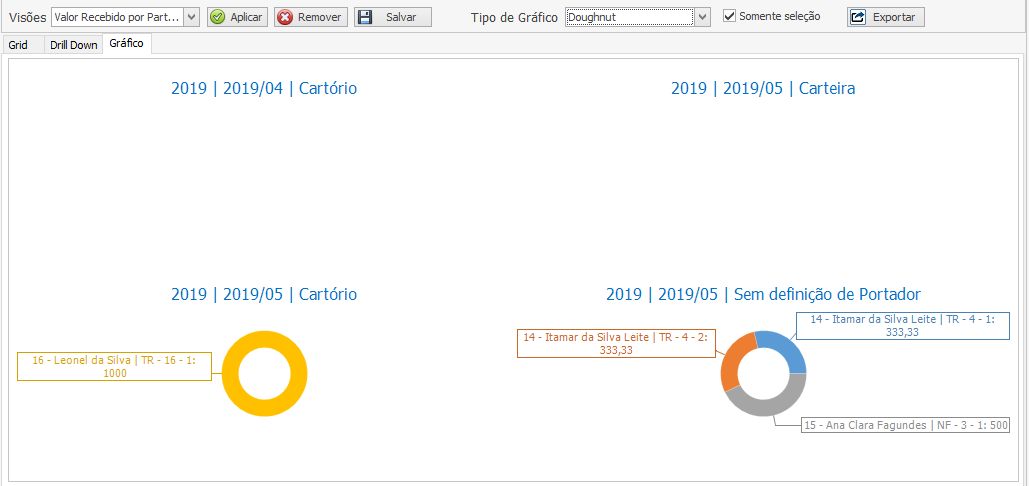 Visões Valor Recebido por Part... Aplicar Remover Salvar Tipo de Gráfico Doughnut Somente seleção Exportar
Grid Drill Down Gráfico
2019 | 2019/04 | Cartório
2019 | 2019/05 | Carteira
2019 | 2019/05 | Cartório
16 - Leonel da Silva | TR - 16 - 1:
1000
2019 | 2019/05 | Sem definição de Portador
14 - Itamar da Silva Leite | TR - 4 - 1:
333,33
14 - Itamar da Silva Leite | TR - 4 - 2:
333,33
15 - Ana Clara Fagundes | NF - 3 - 1: 500